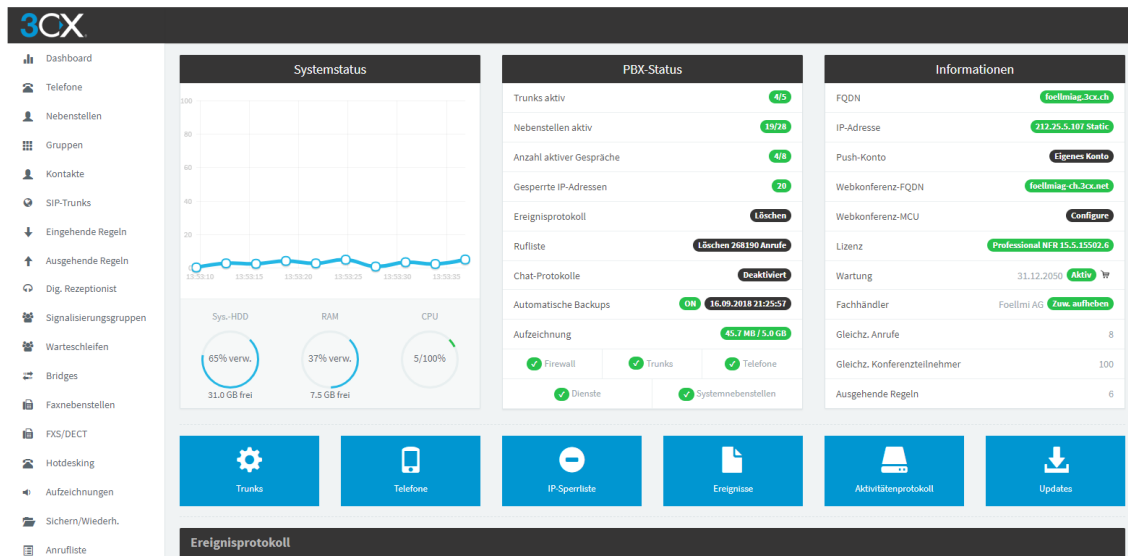 3CX
Dashboard
Telefone
Nebenstellen
Gruppen
Kontakte
SIP-Trunks
Eingehende Regeln
Ausgehende Regeln
Dig. Rezeptionist
Signalisierungsgruppen
Warteschleifen
Bridges
Faxnebenstellen
FXS/DECT
Hotdesking
Aufzeichnungen
Sichern/Wiederh.
Anrufliste
Systemstatus
100
80
60
40
20
0
13:53:10 13:53:15 13:53:20 13:53:25 13:53:30 13:53:35
Sys.-HDD RAM CPU
65% verw. 37% verw. 5/100%
31.0 GB frei 7.5 GB frei
PBX-Status
Trunks aktiv 4/5
Nebenstellen aktiv 19/28
Anzahl aktiver Gespräche 4/8
Gesperrte IP-Adressen 20
Ereignisprotokoll Löschen
Rufliste Löschen 268190 Anrufe
Chat-Protokolle Deaktiviert
Automatische Backups ON 16.09.2018 21:25:57
Aufzeichnung 45.7 MB / 5.0 GB
Firewall Trunks Telefone
Dienste Systemnebenstellen
Informationen
FQDN foellmiag.3cx.ch
IP-Adresse 212.25.5.107 Static
Push-Konto Eigenes Konto
Webkonferenz-FQDN foellmiag-ch.3cx.net
Webkonferenz-MCU Configure
Lizenz Professional NFR 15.5.15502.6
Wartung 31.12.2050 Aktiv
Fachhändler Foellmi AG Zuw. aufheben
Gleichz. Anrufe 8
Gleichz. Konferenzteilnehmer 100
Ausgehende Regeln 6
Trunks Telefone IP-Sperrliste Ereignisse Aktivitätenprotokoll Updates
Ereignisprotokoll